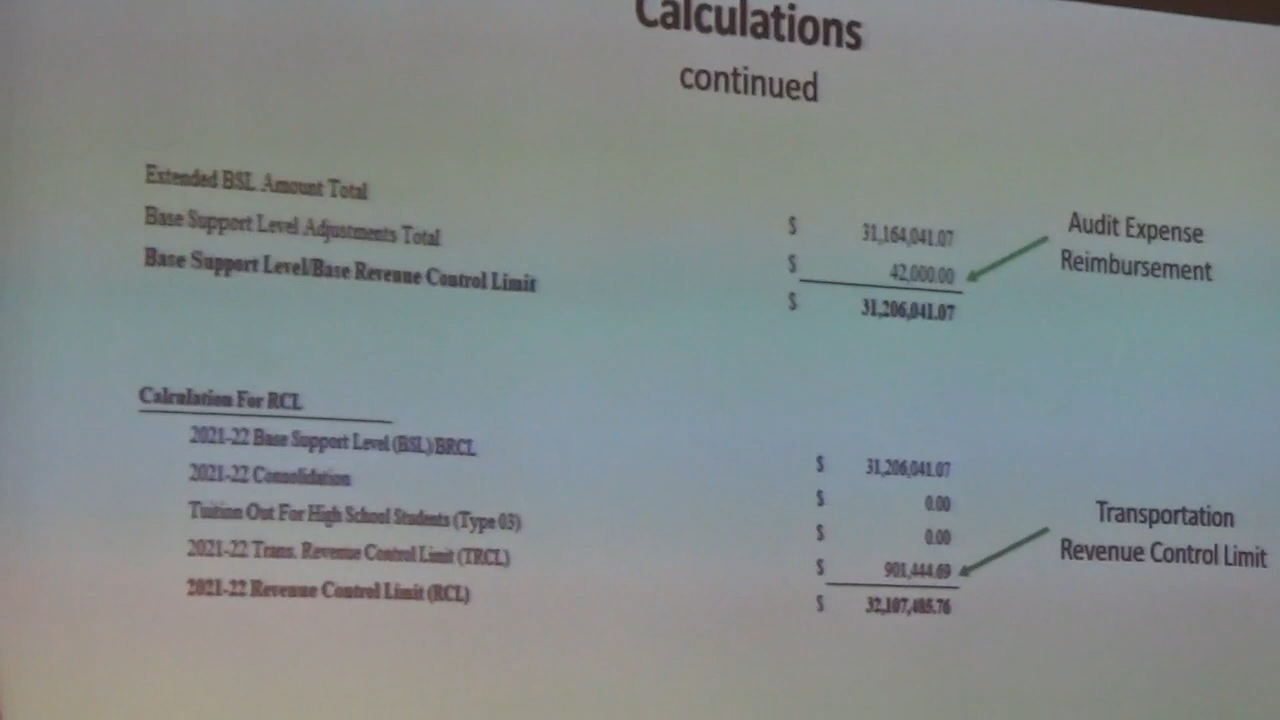 Calculations
continued
Extended BSL Amount Total $ 31,164,041.07
Base Support Level Adjustments Total $ 42,000.00
Base Support Level/Base Revenue Control Limit $ 31,206,041.07
Audit Expense
Reimbursement
Calculation For RCL
2021-22 Base Support Level (BSL)/BRCL $ 31,206,041.07
2021-22 Consolidation $ 0.00
Tuition Out For High School Students (Type 03) $ 0.00
2021-22 Trans. Revenue Control Limit (TRCL) $ 901,444.69
2021-22 Revenue Control Limit (RCL) $ 32,107,485.76
Transportation
Revenue Control Limit